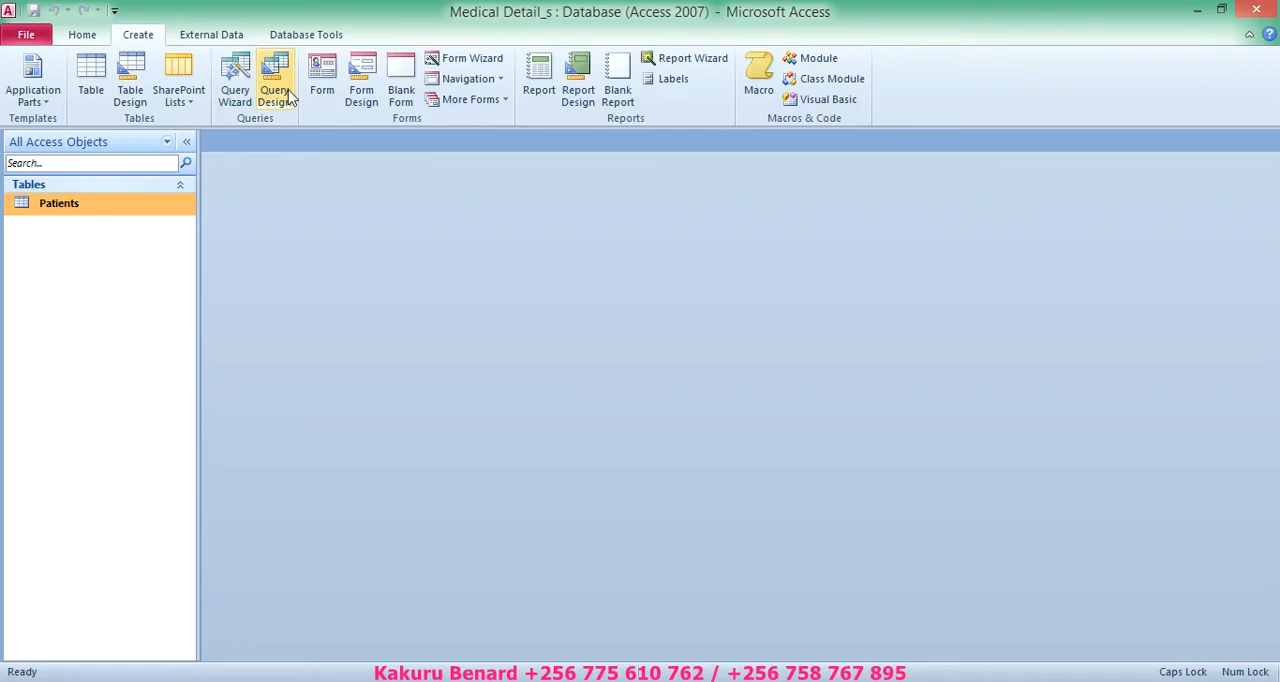 Medical Detail_s : Database (Access 2007) - Microsoft Access
File Home Create External Data Database Tools
Application Parts
Table
Table Design
SharePoint Lists
Query Wizard
Query Design
Form
Form Design
Blank Form
Form Wizard
Navigation
More Forms
Report
Report Design
Blank Report
Report Wizard
Labels
Macro
Module
Class Module
Visual Basic
Templates Tables Queries Forms Reports Macros & Code
All Access Objects
Search...
Tables
Patients
Ready
Kakuru Benard +256 775 610 762 / +256 758 767 895
Caps Lock Num Lock